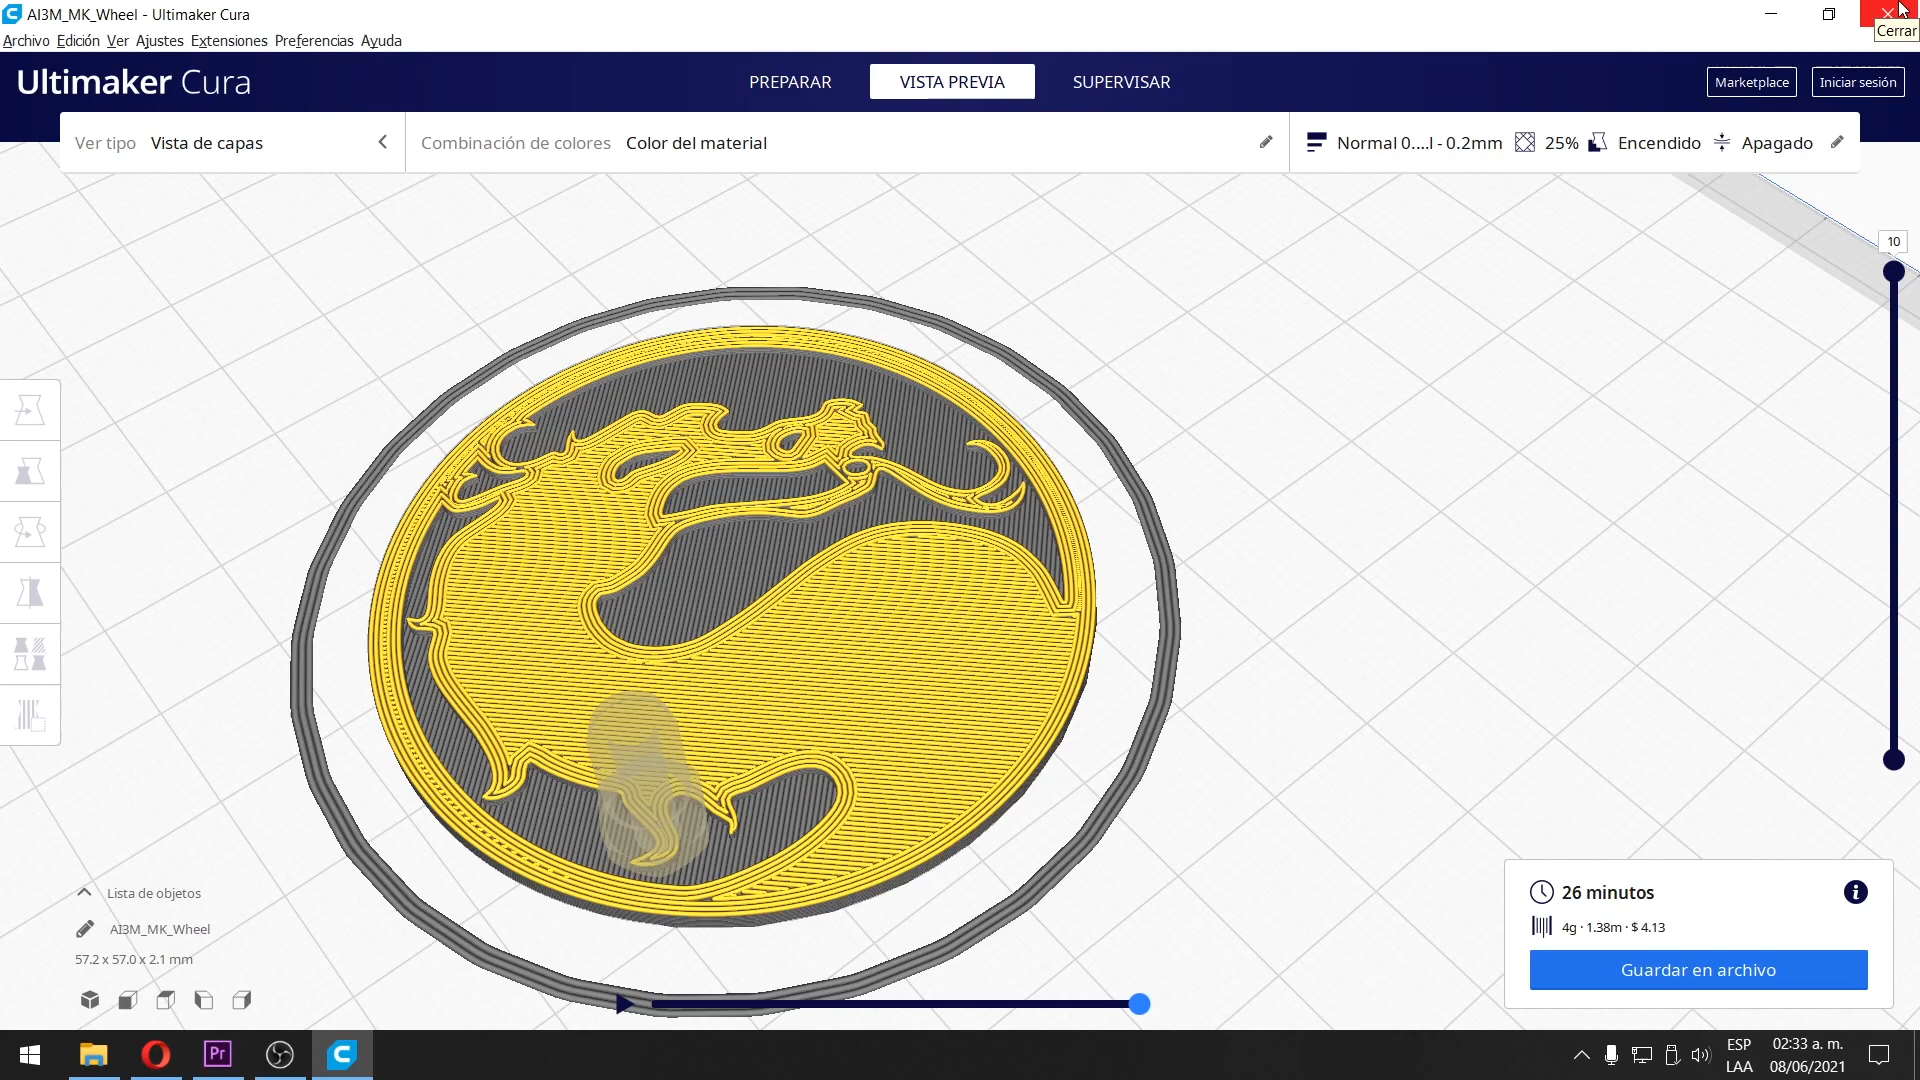 AI3M_MK_Wheel - Ultimaker Cura
Cerrar
Archivo Edición Ver Ajustes Extensiones Preferencias Ayuda
Ultimaker Cura
PREPARAR
VISTA PREVIA
SUPERVISAR
Marketplace
Iniciar sesión
Ver tipo Vista de capas
Combinación de colores Color del material
Normal 0....l - 0.2mm
25%
Encendido
Apagado
10
Lista de objetos
AI3M_MK_Wheel
57.2 x 57.0 x 2.1 mm
26 minutos
4g · 1.38m · $ 4.13
Guardar en archivo
Pr
ESP
LAA
02:33 a. m.
08/06/2021